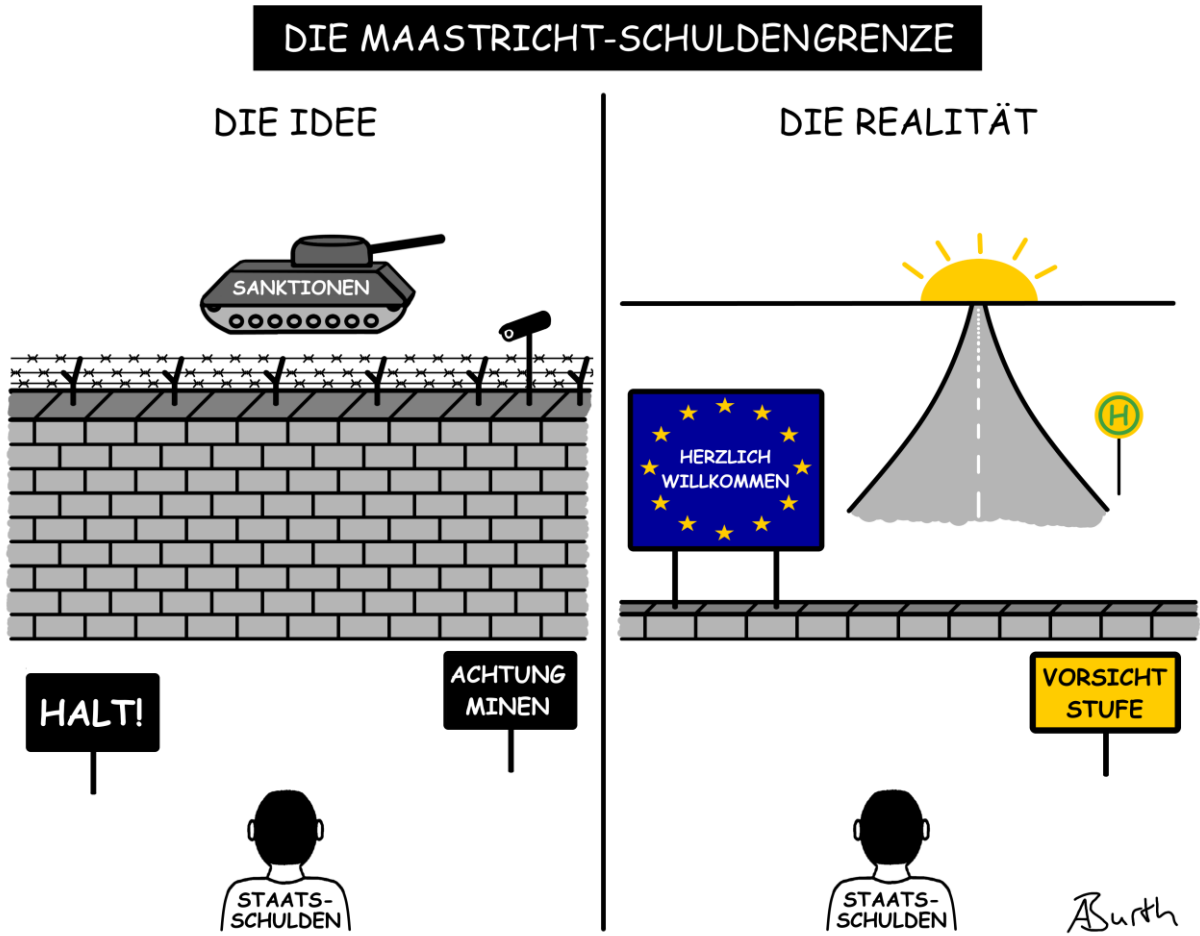 DIE MAASTRICHT-SCHULDENGRENZE
DIE IDEE
SANKTIONEN
HALT!
ACHTUNG
MINEN
STAATS-
SCHULDEN
DIE REALITÄT
H
HERZLICH
WILLKOMMEN
VORSICHT
STUFE
STAATS-
SCHULDEN
ABurth